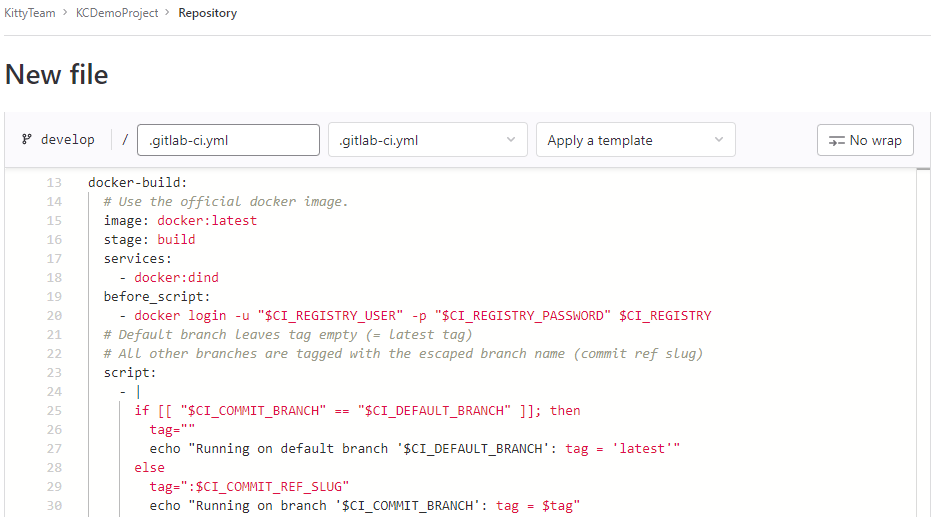 KittyTeam > KCDemoProject > Repository
New file
develop / .gitlab-ci.yml .gitlab-ci.yml Apply a template No wrap
13 docker-build:
14 # Use the official docker image.
15 image: docker:latest
16 stage: build
17 services:
18 - docker:dind
19 before_script:
20 - docker login -u "$CI_REGISTRY_USER" -p "$CI_REGISTRY_PASSWORD" $CI_REGISTRY
21 # Default branch leaves tag empty (= latest tag)
22 # All other branches are tagged with the escaped branch name (commit ref slug)
23 script:
24 - |
25 if [[ "$CI_COMMIT_BRANCH" == "$CI_DEFAULT_BRANCH" ]]; then
26 tag=""
27 echo "Running on default branch '$CI_DEFAULT_BRANCH': tag = 'latest'"
28 else
29 tag=":$CI_COMMIT_REF_SLUG"
30 echo "Running on branch '$CI_COMMIT_BRANCH': tag = $tag"